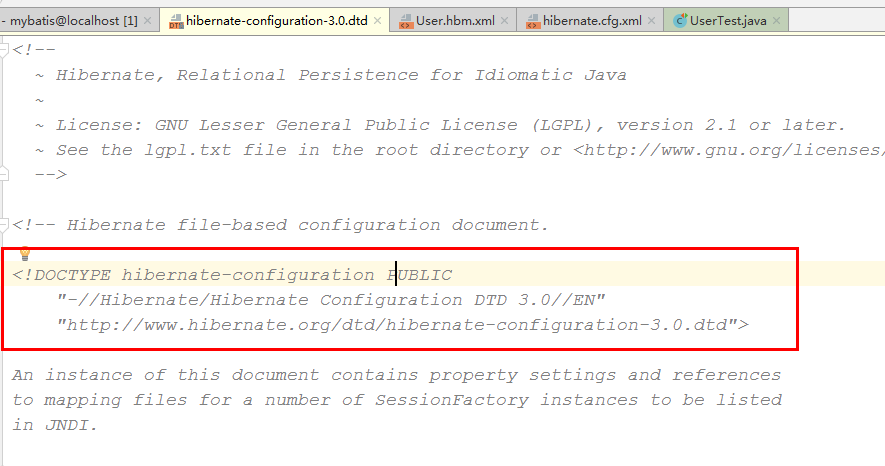 - mybatis@localhost [1] hibernate-configuration-3.0.dtd User.hbm.xml hibernate.cfg.xml UserTest.java
<!--
~ Hibernate, Relational Persistence for Idiomatic Java
~
~ License: GNU Lesser General Public License (LGPL), version 2.1 or later.
~ See the lgpl.txt file in the root directory or <http://www.gnu.org/licenses/
-->
<!-- Hibernate file-based configuration document.
<!DOCTYPE hibernate-configuration PUBLIC
"-//Hibernate/Hibernate Configuration DTD 3.0//EN"
"http://www.hibernate.org/dtd/hibernate-configuration-3.0.dtd">
An instance of this document contains property settings and references
to mapping files for a number of SessionFactory instances to be listed
in JNDI.